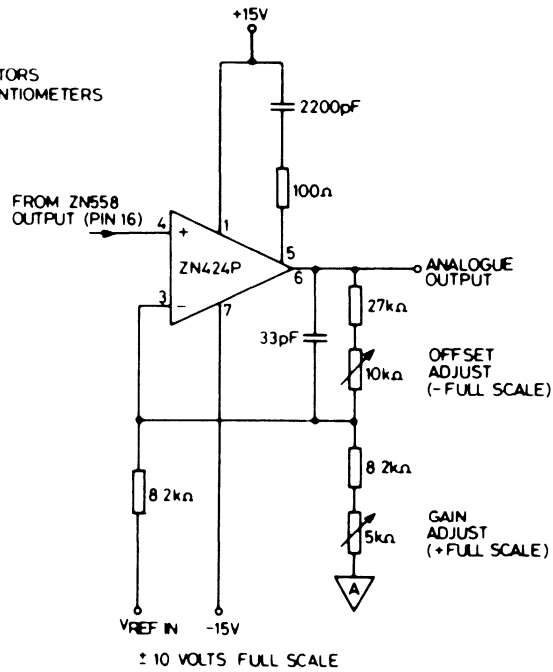 +15V
TORS
NTIOMETERS
2200pF
100Ω
FROM ZN558
OUTPUT (PIN 16)
4
+
1
ZN424P
5
6
ANALOGUE
OUTPUT
3
−
7
27kΩ
33pF
10kΩ
OFFSET
ADJUST
(−FULL SCALE)
8 2kΩ
8 2kΩ
5kΩ
GAIN
ADJUST
(+FULL SCALE)
A
VREF IN
-15V
± 10 VOLTS FULL SCALE